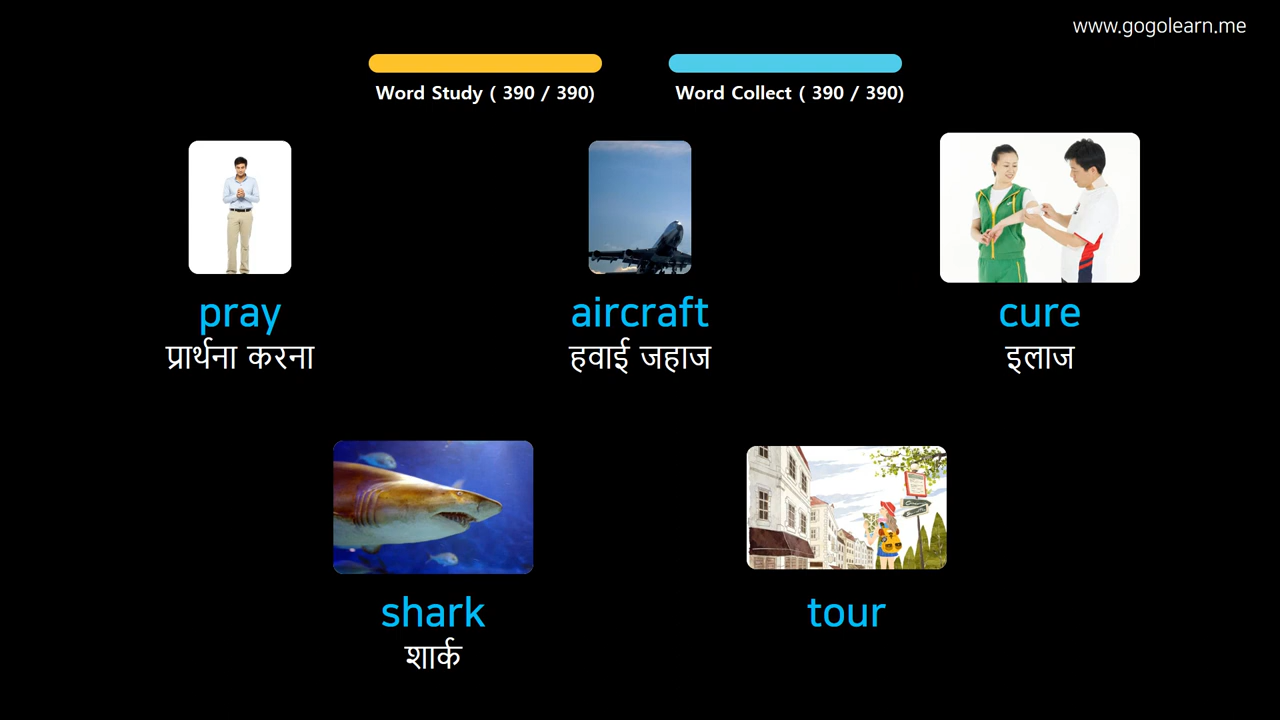 www.gogolearn.me
Word Study ( 390 / 390)
Word Collect ( 390 / 390)
pray
प्रार्थना करना
aircraft
हवाई जहाज
cure
इलाज
shark
शार्क
tour